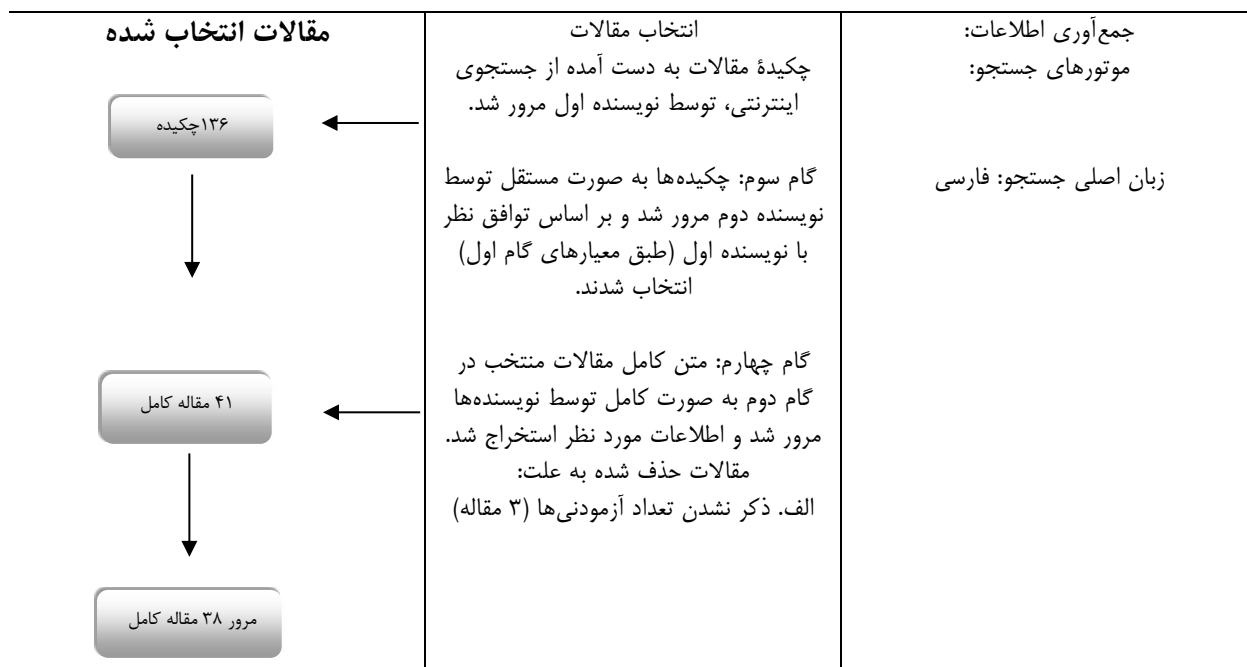 جمع‌آوری اطلاعات:
موتورهای جستجو:
زبان اصلی جستجو: فارسی
انتخاب مقالات
چکیدهٔ مقالات به دست آمده از جستجوی
اینترنتی، توسط نویسنده اول مرور شد.
گام سوم: چکیده‌ها به صورت مستقل توسط
نویسنده دوم مرور شد و بر اساس توافق نظر
با نویسنده اول (طبق معیارهای گام اول)
انتخاب شدند.
گام چهارم: متن کامل مقالات منتخب در
گام دوم به صورت کامل توسط نویسنده‌ها
مرور شد و اطلاعات مورد نظر استخراج شد.
مقالات حذف شده به علت:
الف. ذکر نشدن تعداد آزمودنی‌ها (۳ مقاله)
مقالات انتخاب شده
۱۳۶چکیده
۴۱ مقاله کامل
مرور ۳۸ مقاله کامل